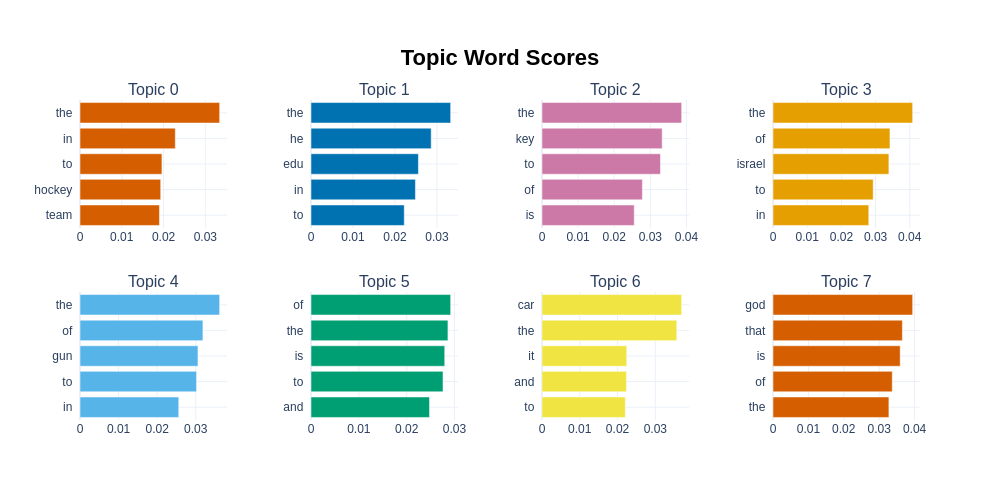 Topic Word Scores
Topic 0
the
in
to
hockey
team
0 0.01 0.02 0.03
Topic 1
the
he
edu
in
to
0 0.01 0.02 0.03
Topic 2
the
key
to
of
is
0 0.01 0.02 0.03 0.04
Topic 3
the
of
israel
to
in
0 0.01 0.02 0.03 0.04
Topic 4
the
of
gun
to
in
0 0.01 0.02 0.03
Topic 5
of
the
is
to
and
0 0.01 0.02 0.03
Topic 6
car
the
it
and
to
0 0.01 0.02 0.03
Topic 7
god
that
is
of
the
0 0.01 0.02 0.03 0.04